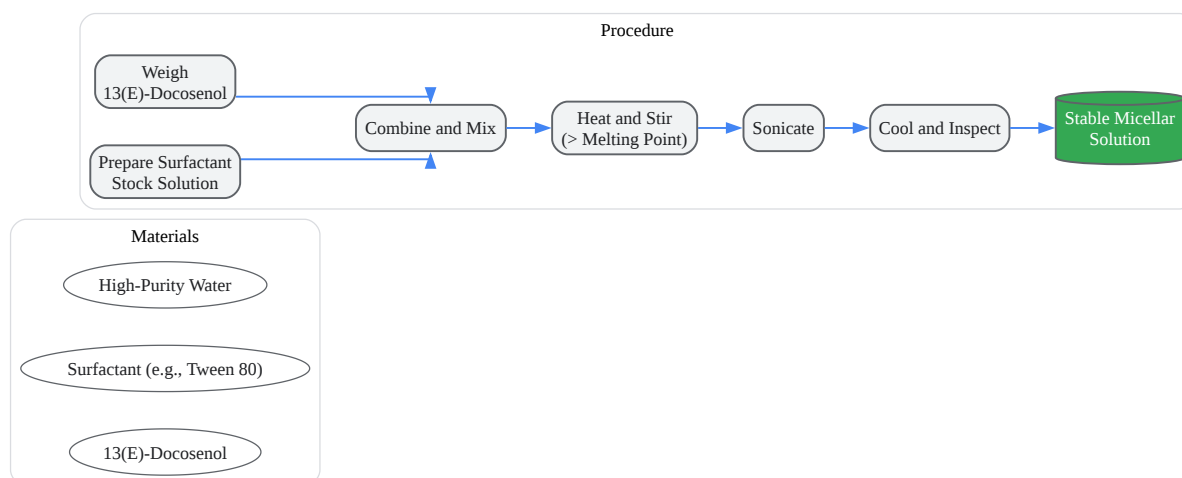 Procedure
Weigh
13(E)-Docosenol
Prepare Surfactant
Stock Solution
Combine and Mix
Heat and Stir
(> Melting Point)
Sonicate
Cool and Inspect
Stable Micellar
Solution
Materials
High-Purity Water
Surfactant (e.g., Tween 80)
13(E)-Docosenol